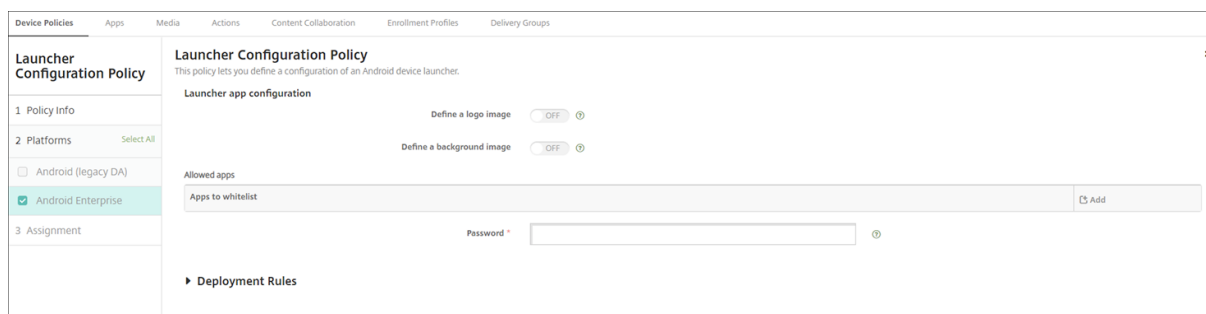 Device Policies Apps Media Actions Content Collaboration Enrollment Profiles Delivery Groups
Launcher Configuration Policy
1 Policy Info
2 Platforms Select All
Android (legacy DA)
Android Enterprise
3 Assignment
Launcher Configuration Policy
This policy lets you define a configuration of an Android device launcher.
Launcher app configuration
Define a logo image OFF
Define a background image OFF
Allowed apps
Apps to whitelist Add
Password *
Deployment Rules